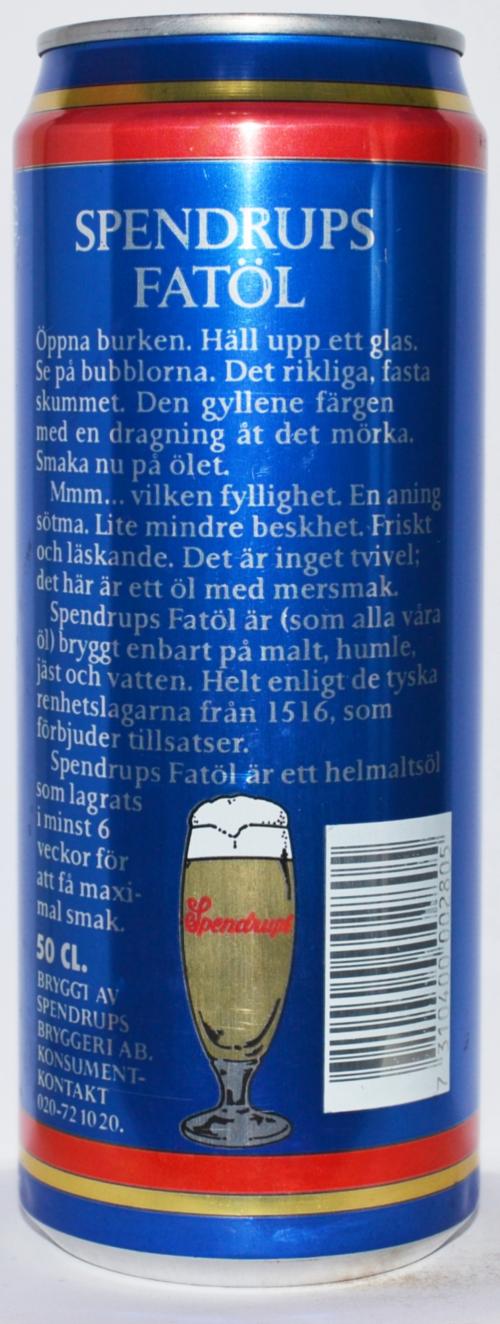 SPENDRUPS
FATÖL
Öppna burken. Häll upp ett glas.
Se på bubblorna. Det rikliga, fasta
skummet. Den gyllene färgen
med en dragning åt det mörka.
Smaka nu på ölet.
Mmm... vilken fyllighet. En aning
sötma. Lite mindre beskhet. Friskt
och läskande. Det är inget tvivel;
det här är ett öl med mersmak.
Spendrups Fatöl är (som alla våra
öl) bryggt enbart på malt, humle,
jäst och vatten. Helt enligt de tyska
renhetslagarna från 1516, som
förbjuder tillsatser.
Spendrups Fatöl är ett helmaltsöl
som lagrats
i minst 6
veckor för
att få maxi-
mal smak.
50 CL.
BRYGGT AV
SPENDRUPS
BRYGGERI AB.
KONSUMENT-
KONTAKT
020-72 10 20.
Spendrups
7 310400 002805